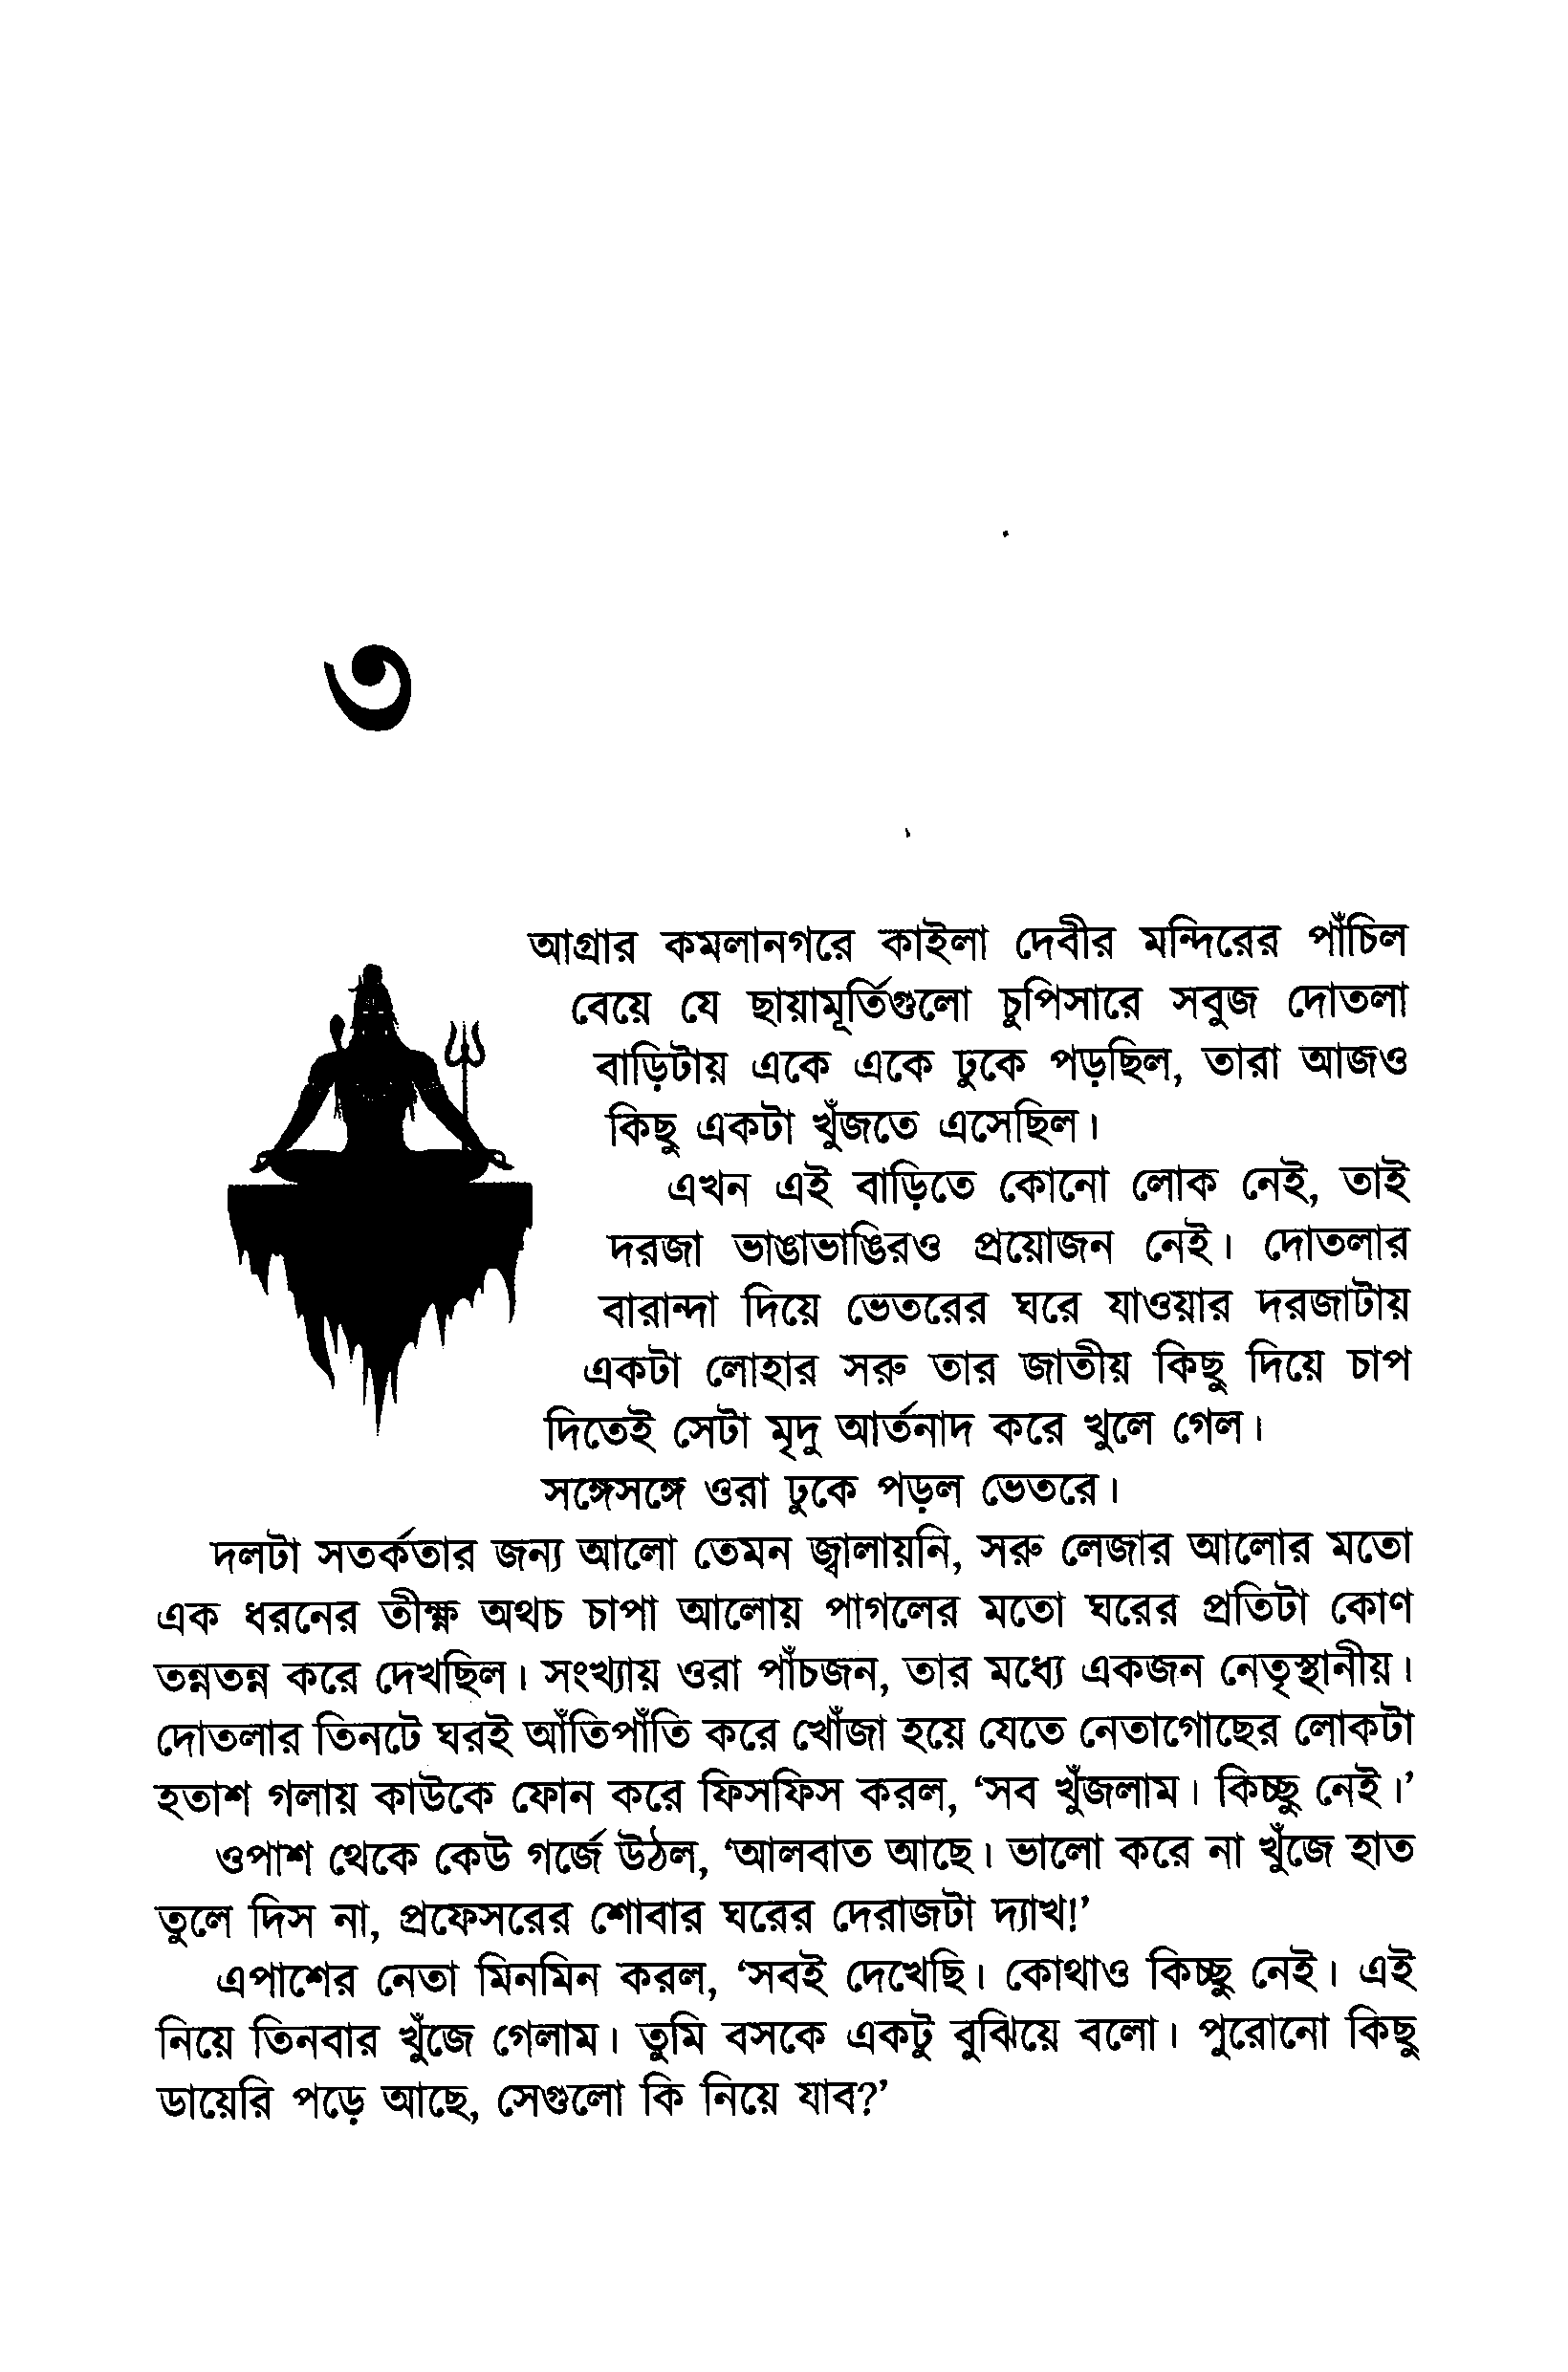 ৩
আগ্রার কমলানগরে কাইলা দেবীর মন্দিরের পাঁচিল
বেয়ে যে ছায়ামূর্তিগুলো চুপিসারে সবুজ দোতলা
বাড়িটায় একে একে ঢুকে পড়ছিল, তারা আজও
কিছু একটা খুঁজতে এসেছিল।
এখন এই বাড়িতে কোনো লোক নেই, তাই
দরজা ভাঙাভাঙিরও প্রয়োজন নেই। দোতলার
বারান্দা দিয়ে ভেতরের ঘরে যাওয়ার দরজাটায়
একটা লোহার সরু তার জাতীয় কিছু দিয়ে চাপ
দিতেই সেটা মৃদু আর্তনাদ করে খুলে গেল।
সঙ্গেসঙ্গে ওরা ঢুকে পড়ল ভেতরে।
দলটা সতর্কতার জন্য আলো তেমন জ্বালায়নি, সরু লেজার আলোর মতো
এক ধরনের তীক্ষ্ণ অথচ চাপা আলোয় পাগলের মতো ঘরের প্রতিটা কোণ
তন্নতন্ন করে দেখছিল। সংখ্যায় ওরা পাঁচজন, তার মধ্যে একজন নেতৃস্থানীয়।
দোতলার তিনটে ঘরই আঁতিপাঁতি করে খোঁজা হয়ে যেতে নেতাগোছের লোকটা
হতাশ গলায় কাউকে ফোন করে ফিসফিস করল, ‘সব খুঁজলাম। কিচ্ছু নেই।’
ওপাশ থেকে কেউ গর্জে উঠল, ‘আলবাত আছে। ভালো করে না খুঁজে হাত
তুলে দিস না, প্রফেসরের শোবার ঘরের দেরাজটা দ্যাখ!’
এপাশের নেতা মিনমিন করল, ‘সবই দেখেছি। কোথাও কিচ্ছু নেই। এই
নিয়ে তিনবার খুঁজে গেলাম। তুমি বসকে একটু বুঝিয়ে বলো। পুরোনো কিছু
ডায়েরি পড়ে আছে, সেগুলো কি নিয়ে যাব?’